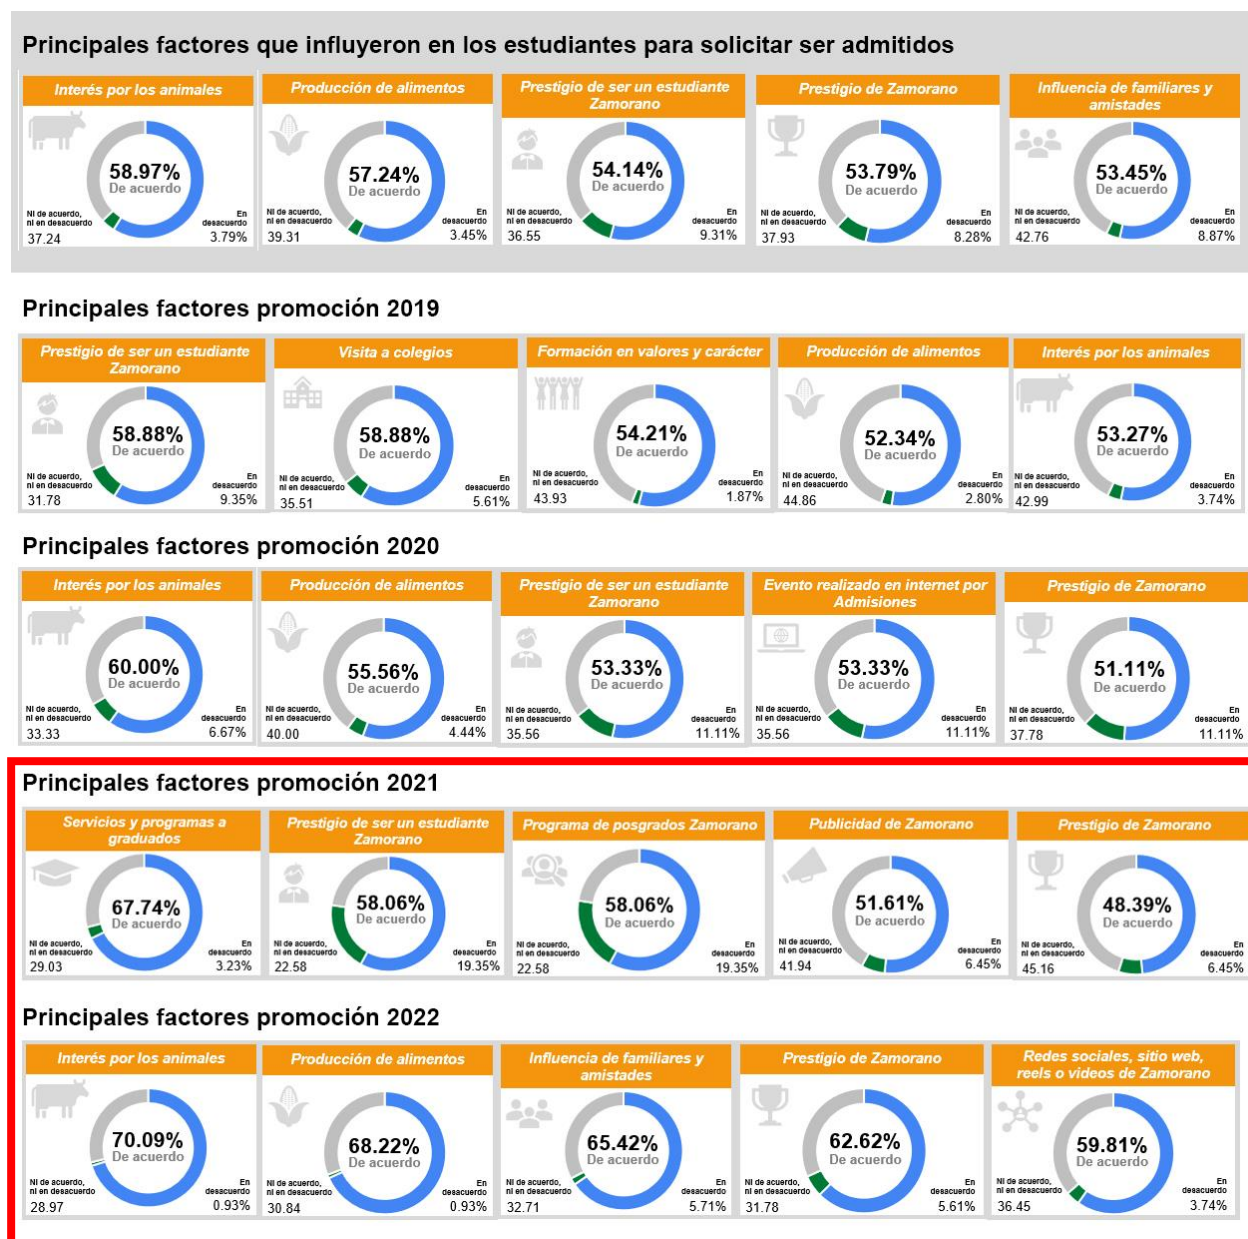 Principales factores que influyeron en los estudiantes para solicitar ser admitidos
Interés por los animales
58.97%
De acuerdo
Ni de acuerdo,
ni en desacuerdo
37.24
En
desacuerdo
3.79%
Producción de alimentos
57.24%
De acuerdo
Ni de acuerdo,
ni en desacuerdo
39.31
En
desacuerdo
3.45%
Prestigio de ser un estudiante
Zamorano
54.14%
De acuerdo
Ni de acuerdo,
ni en desacuerdo
36.55
En
desacuerdo
9.31%
Prestigio de Zamorano
53.79%
De acuerdo
Ni de acuerdo,
ni en desacuerdo
37.93
En
desacuerdo
8.28%
Influencia de familiares y
amistades
53.45%
De acuerdo
Ni de acuerdo,
ni en desacuerdo
42.76
En
desacuerdo
8.87%
Principales factores promoción 2019
Prestigio de ser un estudiante
Zamorano
58.88%
De acuerdo
Ni de acuerdo,
ni en desacuerdo
31.78
En
desacuerdo
9.35%
Visita a colegios
58.88%
De acuerdo
Ni de acuerdo,
ni en desacuerdo
35.51
En
desacuerdo
5.61%
Formación en valores y carácter
54.21%
De acuerdo
Ni de acuerdo,
ni en desacuerdo
43.93
En
desacuerdo
1.87%
Producción de alimentos
52.34%
De acuerdo
Ni de acuerdo,
ni en desacuerdo
44.86
En
desacuerdo
2.80%
Interés por los animales
53.27%
De acuerdo
Ni de acuerdo,
ni en desacuerdo
42.99
En
desacuerdo
3.74%
Principales factores promoción 2020
Interés por los animales
60.00%
De acuerdo
Ni de acuerdo,
ni en desacuerdo
33.33
En
desacuerdo
6.67%
Producción de alimentos
55.56%
De acuerdo
Ni de acuerdo,
ni en desacuerdo
40.00
En
desacuerdo
4.44%
Prestigio de ser un estudiante
Zamorano
53.33%
De acuerdo
Ni de acuerdo,
ni en desacuerdo
35.56
En
desacuerdo
11.11%
Evento realizado en internet por
Admisiones
53.33%
De acuerdo
Ni de acuerdo,
ni en desacuerdo
35.56
En
desacuerdo
11.11%
Prestigio de Zamorano
51.11%
De acuerdo
Ni de acuerdo,
ni en desacuerdo
37.78
En
desacuerdo
11.11%
Principales factores promoción 2021
Servicios y programas a
graduados
67.74%
De acuerdo
Ni de acuerdo,
ni en desacuerdo
29.03
En
desacuerdo
3.23%
Prestigio de ser un estudiante
Zamorano
58.06%
De acuerdo
Ni de acuerdo,
ni en desacuerdo
22.58
En
desacuerdo
19.35%
Programa de posgrados Zamorano
58.06%
De acuerdo
Ni de acuerdo,
ni en desacuerdo
22.58
En
desacuerdo
19.35%
Publicidad de Zamorano
51.61%
De acuerdo
Ni de acuerdo,
ni en desacuerdo
41.94
En
desacuerdo
6.45%
Prestigio de Zamorano
48.39%
De acuerdo
Ni de acuerdo,
ni en desacuerdo
45.16
En
desacuerdo
6.45%
Principales factores promoción 2022
Interés por los animales
70.09%
De acuerdo
Ni de acuerdo,
ni en desacuerdo
28.97
En
desacuerdo
0.93%
Producción de alimentos
68.22%
De acuerdo
Ni de acuerdo,
ni en desacuerdo
30.84
En
desacuerdo
0.93%
Influencia de familiares y
amistades
65.42%
De acuerdo
Ni de acuerdo,
ni en desacuerdo
32.71
En
desacuerdo
5.71%
Prestigio de Zamorano
62.62%
De acuerdo
Ni de acuerdo,
ni en desacuerdo
31.78
En
desacuerdo
5.61%
Redes sociales, sitio web,
reels o videos de Zamorano
59.81%
De acuerdo
Ni de acuerdo,
ni en desacuerdo
36.45
En
desacuerdo
3.74%